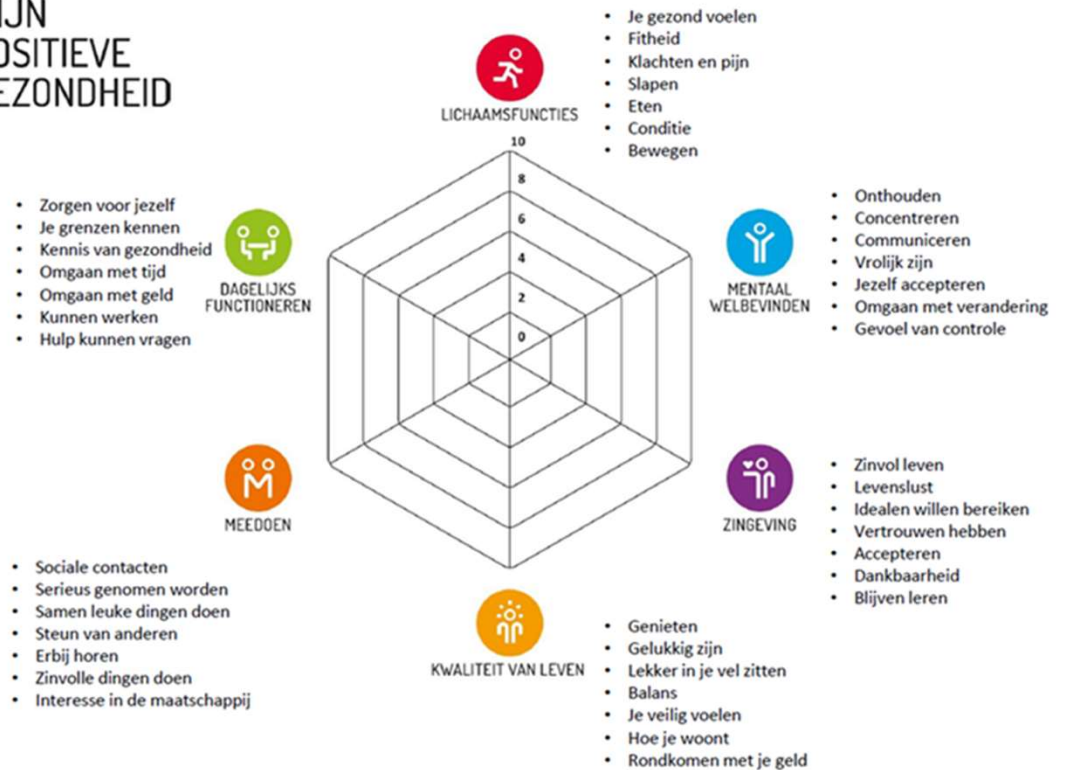 IJN
OSITIEVE
EZONDHEID
• Je gezond voelen
• Fitheid
• Klachten en pijn
• Slapen
• Eten
• Conditie
• Bewegen
LICHAAMSFUNCTIES
10
8
6
4
2
0
• Zorgen voor jezelf
• Je grenzen kennen
• Kennis van gezondheid
• Omgaan met tijd
• Omgaan met geld
• Kunnen werken
• Hulp kunnen vragen
DAGELIJKS
FUNCTIONEREN
MENTAAL
WELBEVINDEN
• Onthouden
• Concentreren
• Communiceren
• Vrolijk zijn
• Jezelf accepteren
• Omgaan met verandering
• Gevoel van controle
MEEDOEN
• Sociale contacten
• Serieus genomen worden
• Samen leuke dingen doen
• Steun van anderen
• Erbij horen
• Zinvolle dingen doen
• Interesse in de maatschappij
ZINGEVING
• Zinvol leven
• Levenslust
• Idealen willen bereiken
• Vertrouwen hebben
• Accepteren
• Dankbaarheid
• Blijven leren
KWALITEIT VAN LEVEN
• Genieten
• Gelukkig zijn
• Lekker in je vel zitten
• Balans
• Je veilig voelen
• Hoe je woont
• Rondkomen met je geld